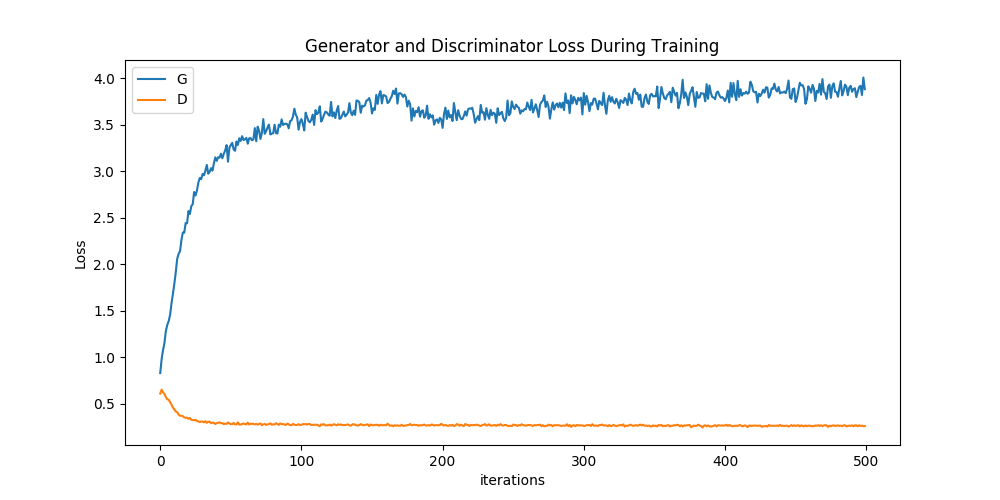 Generator and Discriminator Loss During Training
G
D
4.0
3.5
3.0
2.5
2.0
1.5
1.0
0.5
Loss
0 100 200 300 400 500
iterations